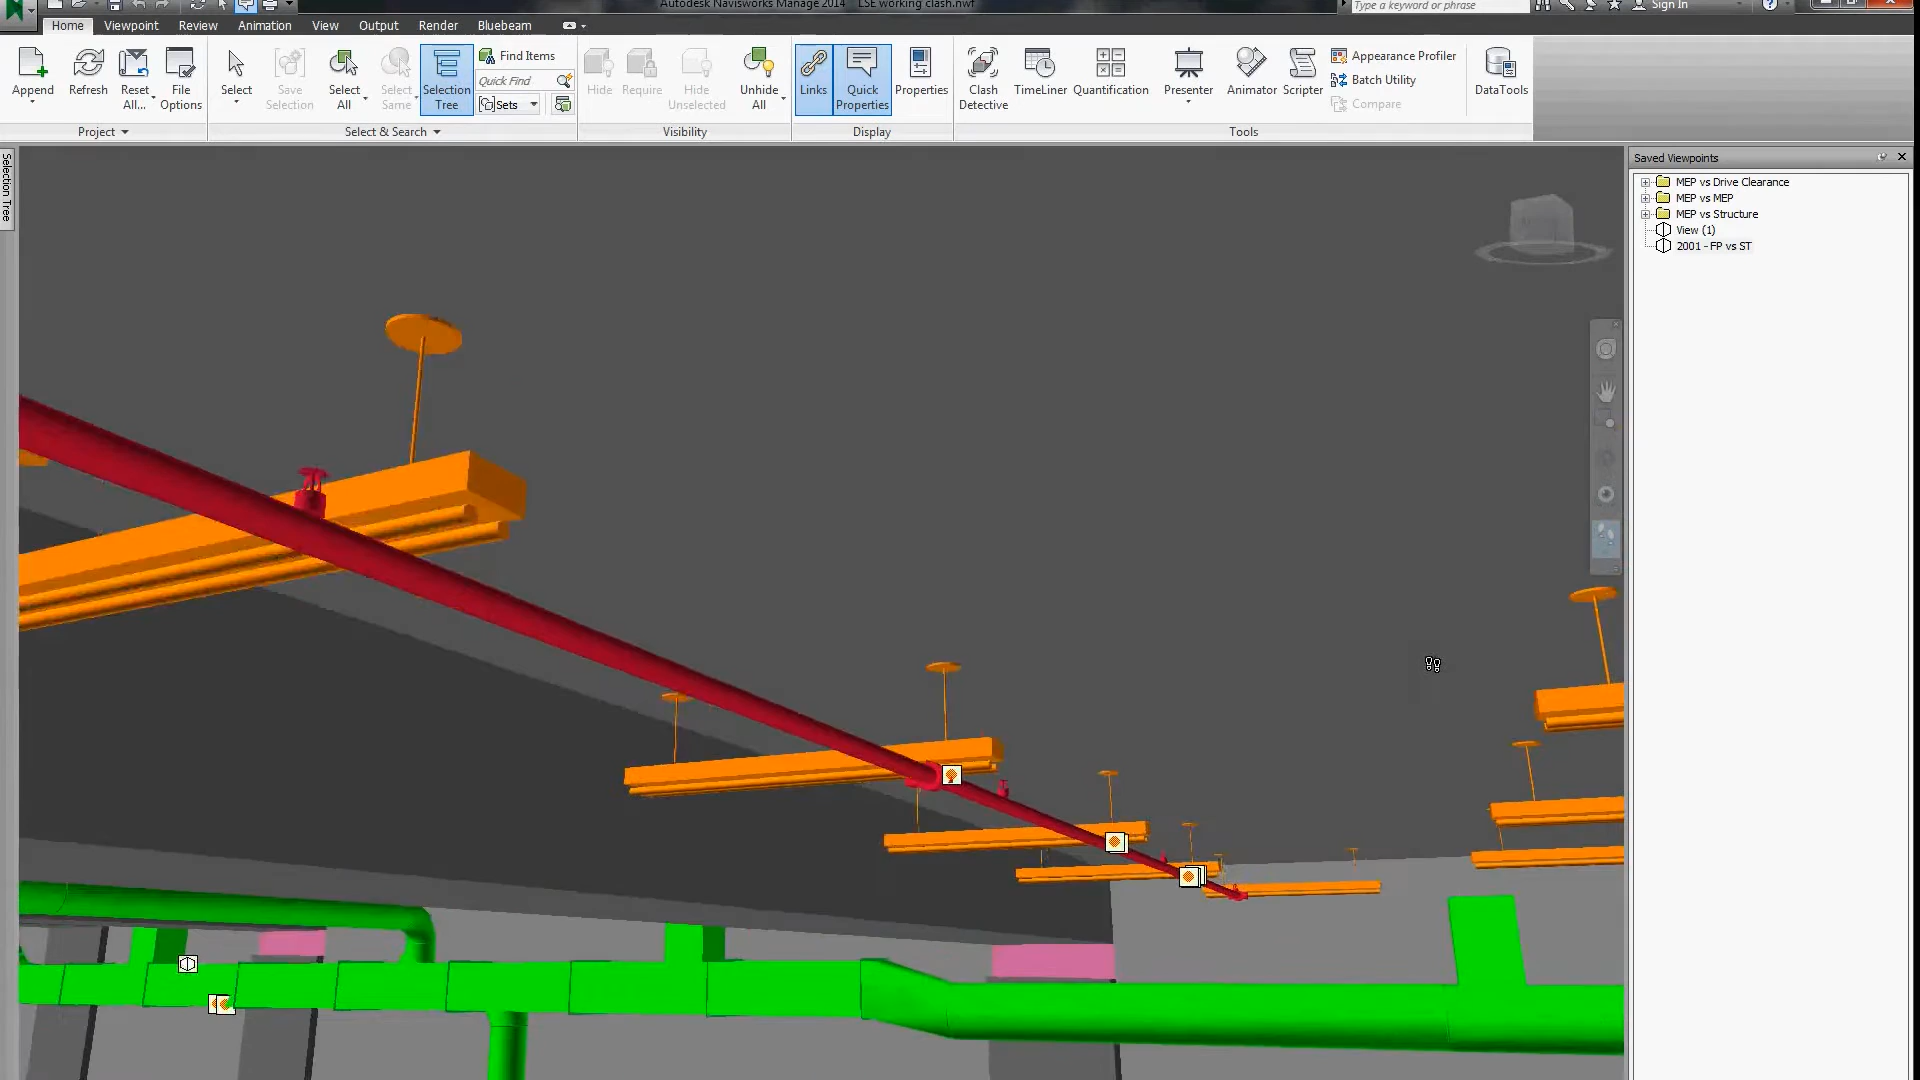 Autodesk Navisworks Manage 2014   LSE working clash.nwf
Type a keyword or phrase
Sign In
Home Viewpoint Review Animation View Output Render Bluebeam
Append
Refresh
Reset All...
File Options
Project
Select
Save Selection
Select All
Select Same
Selection Tree
Find Items
Quick Find
Sets
Select & Search
Hide
Require
Hide Unselected
Unhide All
Visibility
Links
Quick Properties
Properties
Display
Clash Detective
TimeLiner
Quantification
Presenter
Animator
Scripter
Appearance Profiler
Batch Utility
Compare
DataTools
Tools
Selection Tree
Saved Viewpoints
MEP vs Drive Clearance
MEP vs MEP
MEP vs Structure
View (1)
2001 - FP vs ST